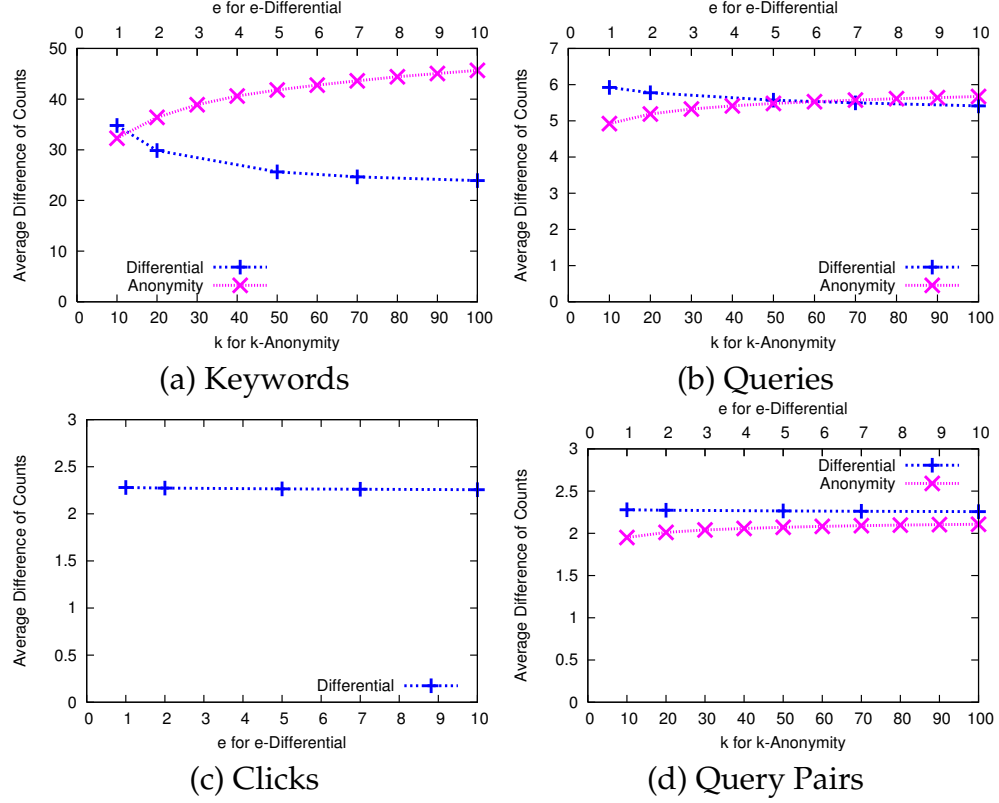 e for e-Differential
0 1 2 3 4 5 6 7 8 9 10
50
40
30
20
10
0
Average Difference of Counts
Differential
Anonymity
0 10 20 30 40 50 60 70 80 90 100
k for k-Anonymity
(a) Keywords
e for e-Differential
0 1 2 3 4 5 6 7 8 9 10
7
6
5
4
3
2
1
0
Average Difference of Counts
Differential
Anonymity
0 10 20 30 40 50 60 70 80 90 100
k for k-Anonymity
(b) Queries
3
2.5
2
1.5
1
0.5
0
Average Difference of Counts
Differential
0 1 2 3 4 5 6 7 8 9 10
e for e-Differential
(c) Clicks
e for e-Differential
0 1 2 3 4 5 6 7 8 9 10
3
2.5
2
1.5
1
0.5
0
Average Difference of Counts
Differential
Anonymity
0 10 20 30 40 50 60 70 80 90 100
k for k-Anonymity
(d) Query Pairs